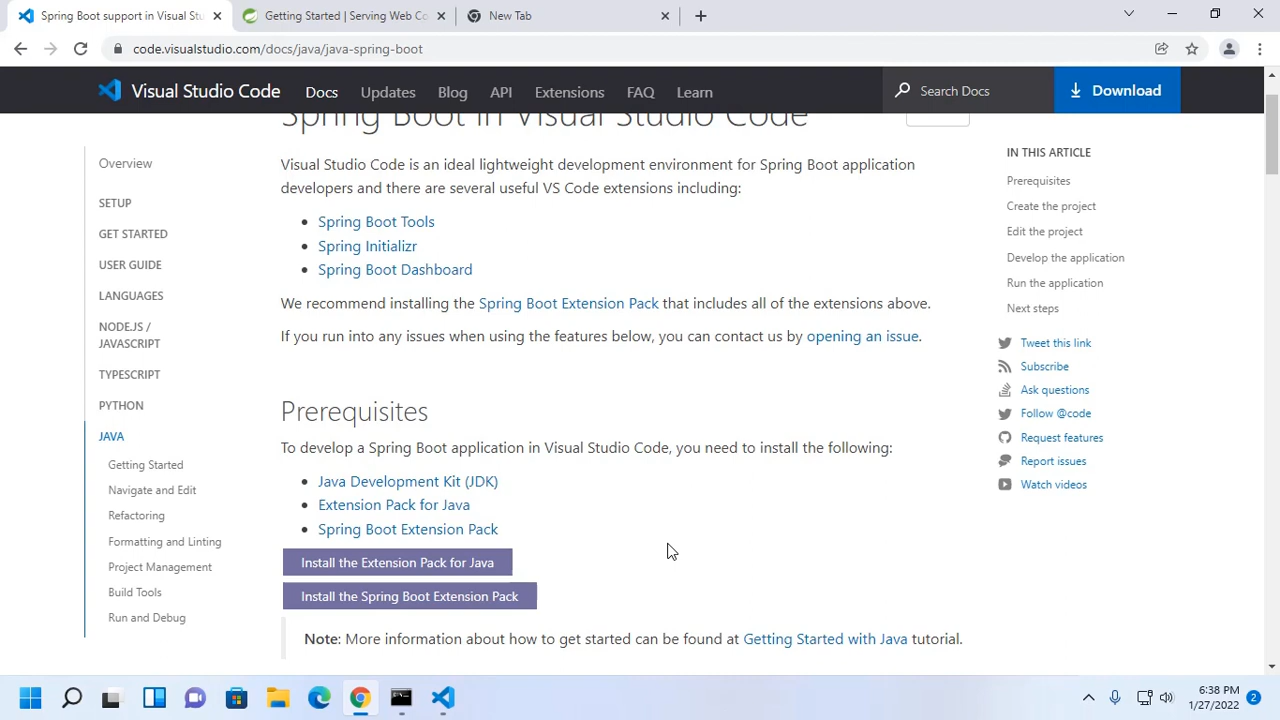 Spring Boot support in Visual Stu
Getting Started | Serving Web Co
New Tab
code.visualstudio.com/docs/java/java-spring-boot
Visual Studio Code
Docs
Updates
Blog
API
Extensions
FAQ
Learn
Search Docs
Download
Spring Boot in Visual Studio Code
Overview
SETUP
GET STARTED
USER GUIDE
LANGUAGES
NODE.JS /
JAVASCRIPT
TYPESCRIPT
PYTHON
JAVA
Getting Started
Navigate and Edit
Refactoring
Formatting and Linting
Project Management
Build Tools
Run and Debug
Visual Studio Code is an ideal lightweight development environment for Spring Boot application
developers and there are several useful VS Code extensions including:
Spring Boot Tools
Spring Initializr
Spring Boot Dashboard
We recommend installing the Spring Boot Extension Pack that includes all of the extensions above.
If you run into any issues when using the features below, you can contact us by opening an issue.
Prerequisites
To develop a Spring Boot application in Visual Studio Code, you need to install the following:
Java Development Kit (JDK)
Extension Pack for Java
Spring Boot Extension Pack
Install the Extension Pack for Java
Install the Spring Boot Extension Pack
Note: More information about how to get started can be found at Getting Started with Java tutorial.
IN THIS ARTICLE
Prerequisites
Create the project
Edit the project
Develop the application
Run the application
Next steps
Tweet this link
Subscribe
Ask questions
Follow @code
Request features
Report issues
Watch videos
6:38 PM
1/27/2022
2